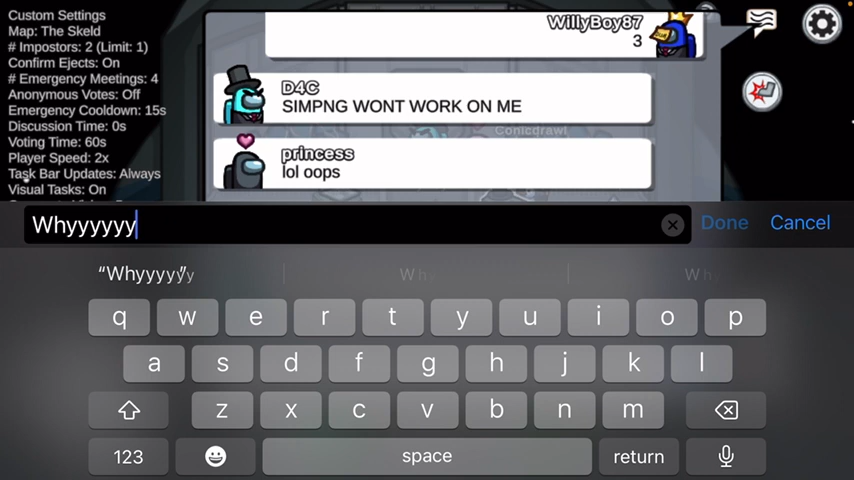 Custom Settings
Map: The Skeld
# Impostors: 2 (Limit: 1)
Confirm Ejects: On
# Emergency Meetings: 4
Anonymous Votes: Off
Emergency Cooldown: 15s
Discussion Time: 0s
Voting Time: 60s
Player Speed: 2x
Task Bar Updates: Always
Visual Tasks: On
WillyBoy87
3
D4C
SIMPNG WONT WORK ON ME
Conicdrawl
princess
lol oops
Whyyyyyyy
Done Cancel
q w e r t y u i o p
a s d f g h j k l
z x c v b n m
123 space return